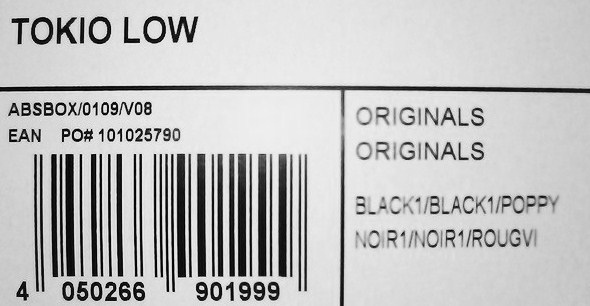 TOKIO LOW
ABSBOX/0109/V08
EAN PO# 101025790
4 050266 901999
ORIGINALS
ORIGINALS
BLACK1/BLACK1/POPPY
NOIR1/NOIR1/ROUGVI